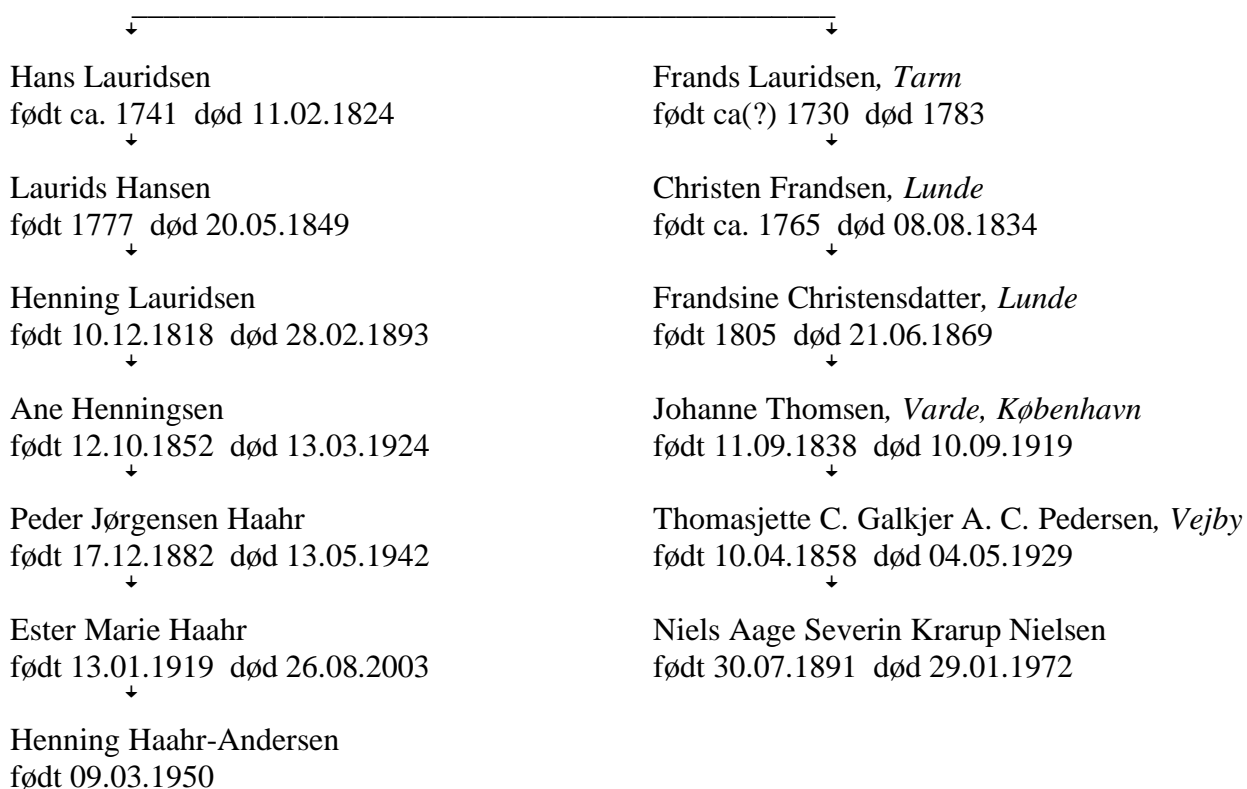 Hans Lauridsen
født ca. 1741  død 11.02.1824
Laurids Hansen
født 1777  død 20.05.1849
Henning Lauridsen
født 10.12.1818  død 28.02.1893
Ane Henningsen
født 12.10.1852  død 13.03.1924
Peder Jørgensen Haahr
født 17.12.1882  død 13.05.1942
Ester Marie Haahr
født 13.01.1919  død 26.08.2003
Henning Haahr-Andersen
født 09.03.1950
Frands Lauridsen, Tarm
født ca(?) 1730  død 1783
Christen Frandsen, Lunde
født ca. 1765  død 08.08.1834
Frandsine Christensdatter, Lunde
født 1805  død 21.06.1869
Johanne Thomsen, Varde, København
født 11.09.1838  død 10.09.1919
Thomasjette C. Galkjer A. C. Pedersen, Vejby
født 10.04.1858  død 04.05.1929
Niels Aage Severin Krarup Nielsen
født 30.07.1891  død 29.01.1972